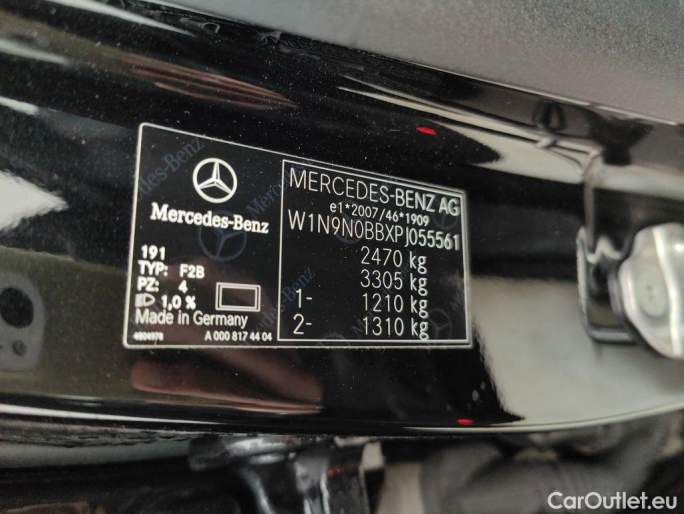 Mercedes-Benz
191
TYP: F2B
PZ: 4
1,0 %
Made in Germany
A 000 817 44 04
MERCEDES-BENZ AG
e1*2007/46*1909
W1N9N0BBXPJ055561
2470 kg
3305 kg
1- 1210 kg
2- 1310 kg
CarOutlet.eu